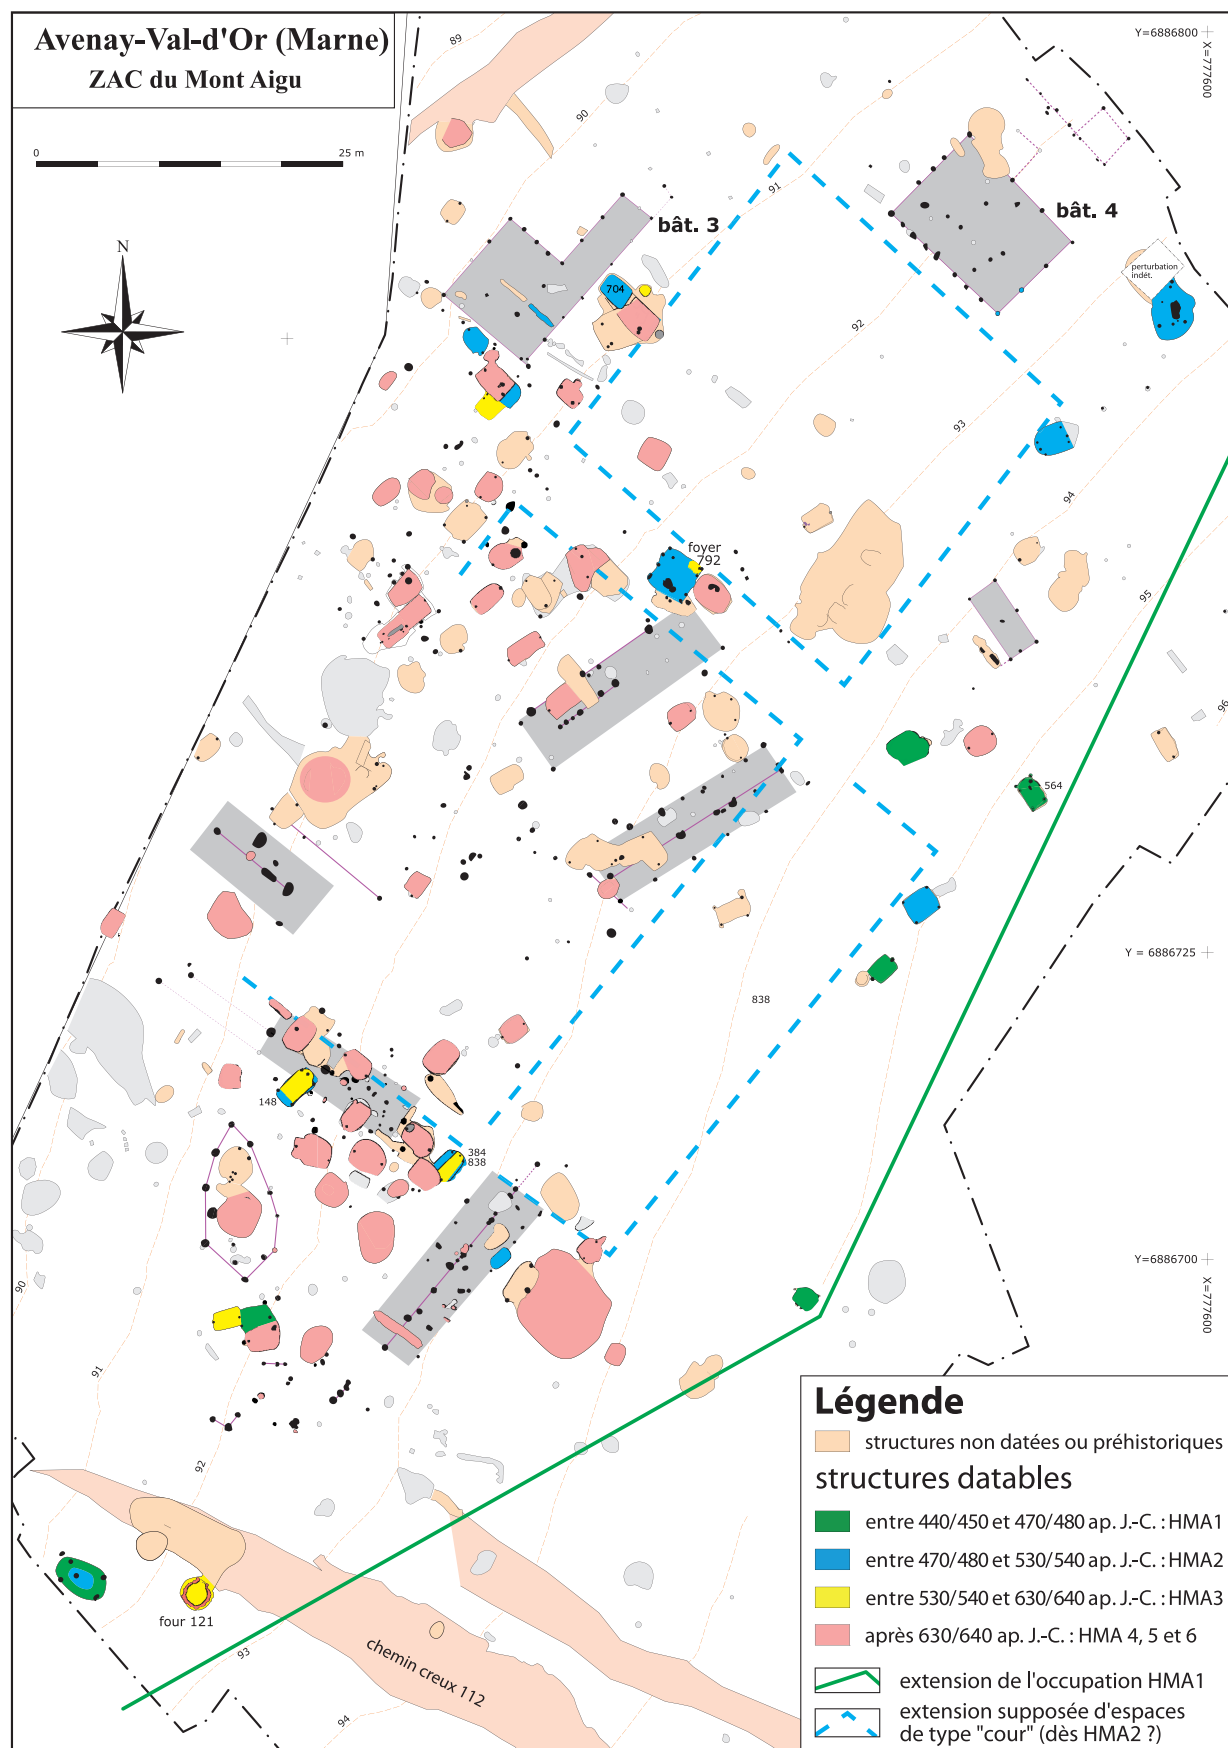 Avenay-Val-d'Or (Marne)
ZAC du Mont Aigu
0 25 m
N
Y=6886800
X=777600
89
90
91
92
93
94
95
96
bât. 3
bât. 4
perturbation
indét.
704
foyer
792
564
Y = 6886725
838
148
384
838
Y=6886700
X=777600
90
91
92
93
94
four 121
chemin creux 112
Légende
structures non datées ou préhistoriques
structures datables
entre 440/450 et 470/480 ap. J.-C. : HMA1
entre 470/480 et 530/540 ap. J.-C. : HMA2
entre 530/540 et 630/640 ap. J.-C. : HMA3
après 630/640 ap. J.-C. : HMA 4, 5 et 6
extension de l'occupation HMA1
extension supposée d'espaces
de type "cour" (dès HMA2 ?)